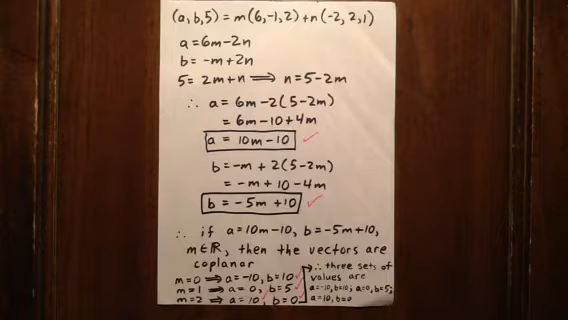 (a,b,5) = m(6,-1,2) + n(-2,2,1)
a = 6m-2n
b = -m + 2n
5 = 2m+n ⟹ n = 5-2m
∴ a = 6m-2(5-2m)
= 6m-10+4m
a = 10m-10 ✓
b = -m + 2(5-2m)
= -m + 10 - 4m
b = -5m + 10 ✓
∴ if a = 10m-10, b = -5m+10,
m∈ℝ, then the vectors are
coplanar
m = 0 ⟹ a = -10, b = 10
m = 1 ⟹ a = 0, b = 5
m = 2 ⟹ a = 10, b = 0
∴ three sets of
values are
a=-10, b=10; a=0, b=5;
a=10, b=0